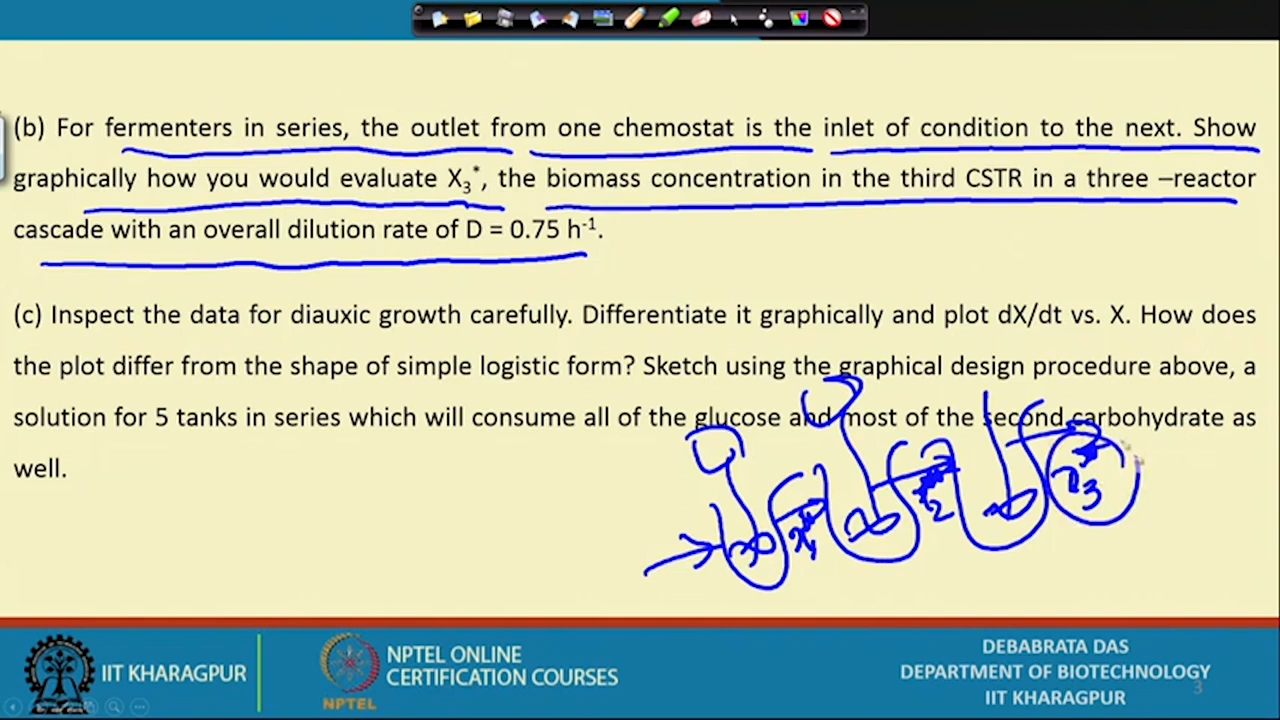 (b) For fermenters in series, the outlet from one chemostat is the inlet of condition to the next. Show
graphically how you would evaluate X₃*, the biomass concentration in the third CSTR in a three –reactor
cascade with an overall dilution rate of D = 0.75 h⁻¹.
(c) Inspect the data for diauxic growth carefully. Differentiate it graphically and plot dX/dt vs. X. How does
the plot differ from the shape of simple logistic form? Sketch using the graphical design procedure above, a
solution for 5 tanks in series which will consume all of the glucose and most of the second carbohydrate as
well.
IIT KHARAGPUR
NPTEL
NPTEL ONLINE
CERTIFICATION COURSES
DEBABRATA DAS
DEPARTMENT OF BIOTECHNOLOGY
IIT KHARAGPUR
3